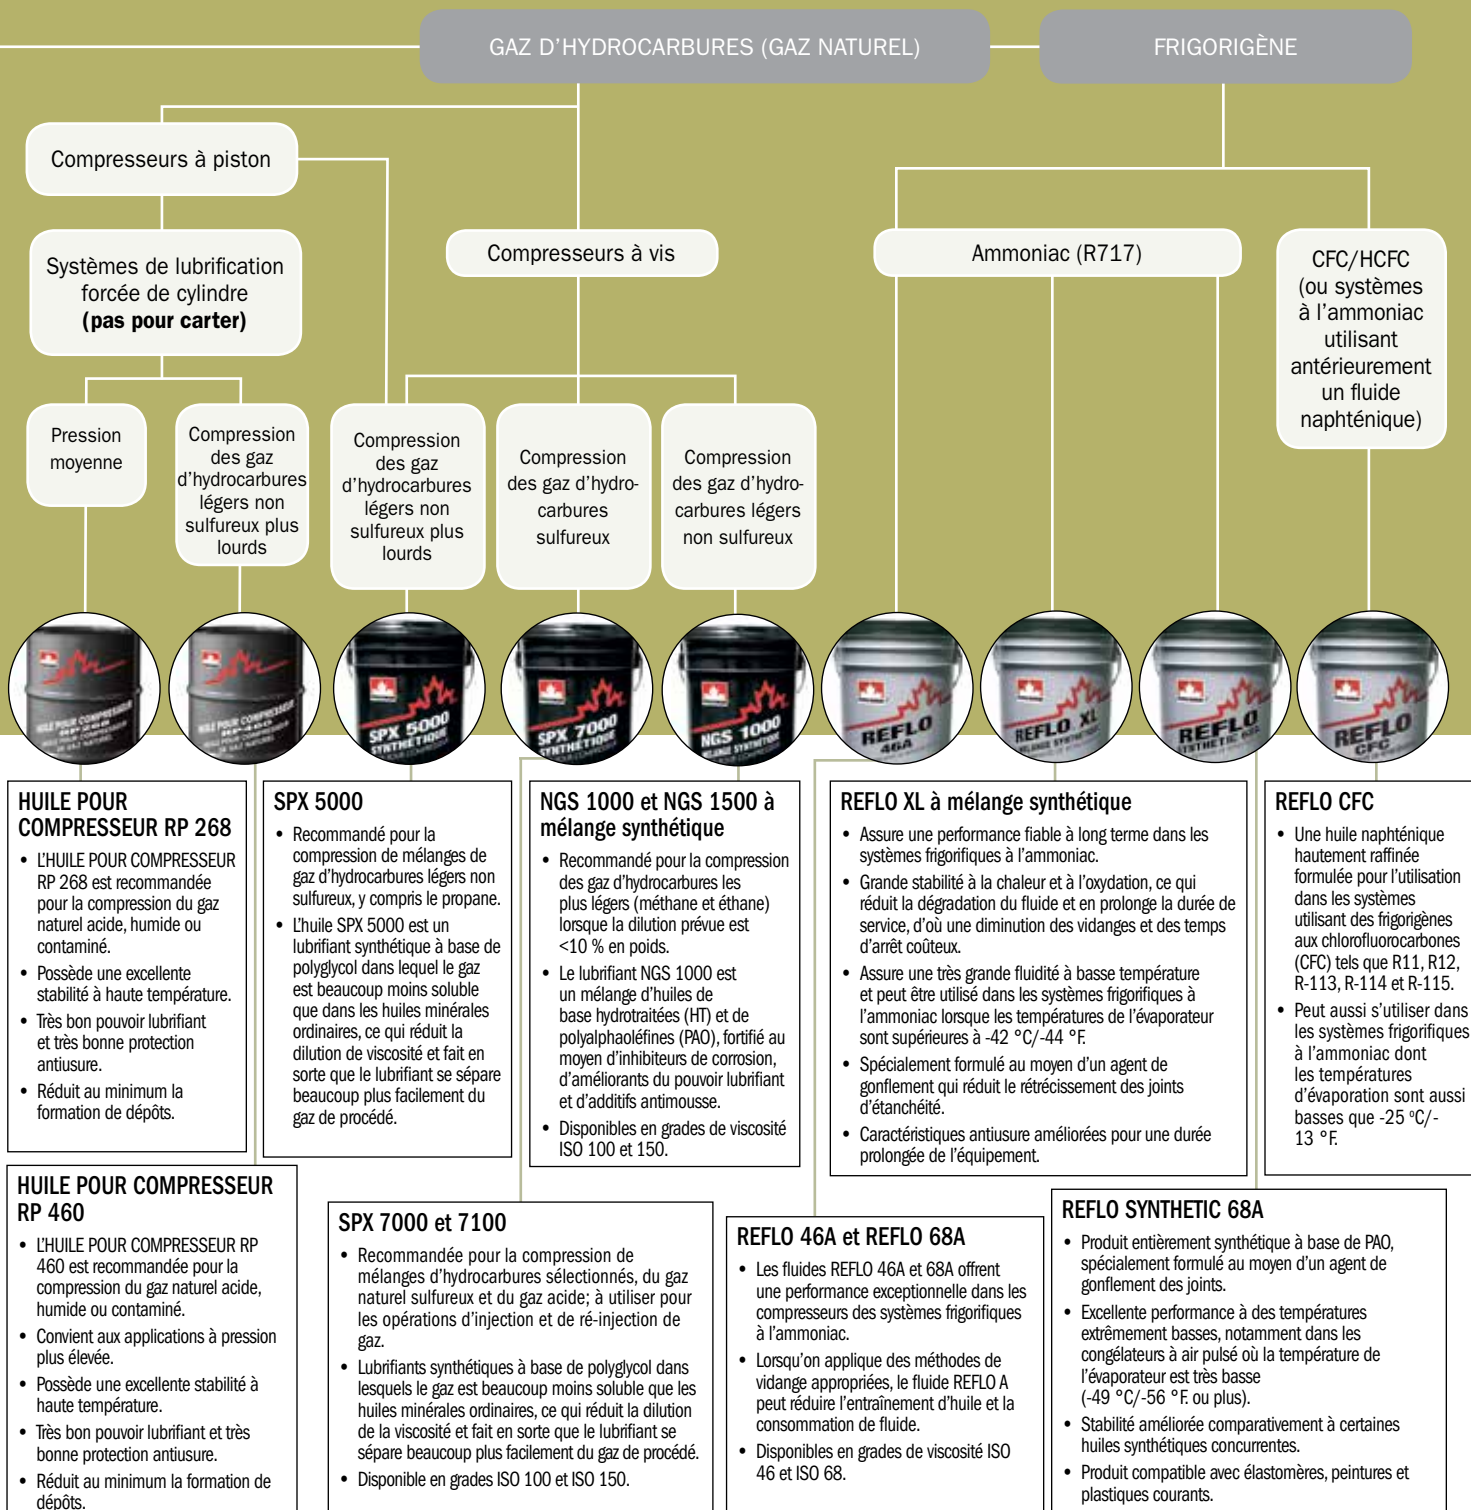 GAZ D'HYDROCARBURES (GAZ NATUREL)
FRIGORIGÈNE
Compresseurs à piston
Systèmes de lubrification
forcée de cylindre
(pas pour carter)
Compresseurs à vis
Ammoniac (R717)
CFC/HCFC
(ou systèmes
à l'ammoniac
utilisant
antérieurement
un fluide
naphténique)
Pression
moyenne
Compression
des gaz
d'hydrocarbures
légers non
sulfureux plus
lourds
Compression
des gaz
d'hydrocarbures
légers non
sulfureux plus
lourds
Compression
des gaz d'hydro-
carbures
sulfureux
Compression
des gaz d'hydro-
carbures légers
non sulfureux
SPX 5000
SYNTHÉTIQUE
SPX 7000
SYNTHÉTIQUE
NGS 1000
REFLO
46A
REFLO XL
REFLO
REFLO
CFC
HUILE POUR
COMPRESSEUR RP 268
• L'HUILE POUR COMPRESSEUR
RP 268 est recommandée
pour la compression du gaz
naturel acide, humide ou
contaminé.
• Possède une excellente
stabilité à haute température.
• Très bon pouvoir lubrifiant
et très bonne protection
antiusure.
• Réduit au minimum la
formation de dépôts.
SPX 5000
• Recommandé pour la
compression de mélanges de
gaz d'hydrocarbures légers non
sulfureux, y compris le propane.
• L'huile SPX 5000 est un
lubrifiant synthétique à base de
polyglycol dans lequel le gaz
est beaucoup moins soluble
que dans les huiles minérales
ordinaires, ce qui réduit la
dilution de viscosité et fait en
sorte que le lubrifiant se sépare
beaucoup plus facilement du
gaz de procédé.
NGS 1000 et NGS 1500 à
mélange synthétique
• Recommandé pour la compression
des gaz d'hydrocarbures les
plus légers (méthane et éthane)
lorsque la dilution prévue est
<10 % en poids.
• Le lubrifiant NGS 1000 est
un mélange d'huiles de
base hydrotraitées (HT) et de
polyalphaoléfines (PAO), fortifié au
moyen d'inhibiteurs de corrosion,
d'améliorants du pouvoir lubrifiant
et d'additifs antimousse.
• Disponibles en grades de viscosité
ISO 100 et 150.
REFLO XL à mélange synthétique
• Assure une performance fiable à long terme dans les
systèmes frigorifiques à l'ammoniac.
• Grande stabilité à la chaleur et à l'oxydation, ce qui
réduit la dégradation du fluide et en prolonge la durée de
service, d'où une diminution des vidanges et des temps
d'arrêt coûteux.
• Assure une très grande fluidité à basse température
et peut être utilisé dans les systèmes frigorifiques à
l'ammoniac lorsque les températures de l'évaporateur
sont supérieures à -42 °C/-44 °F.
• Spécialement formulé au moyen d'un agent de
gonflement qui réduit le rétrécissement des joints
d'étanchéité.
• Caractéristiques antiusure améliorées pour une durée
prolongée de l'équipement.
REFLO CFC
• Une huile naphténique
hautement raffinée
formulée pour l'utilisation
dans les systèmes
utilisant des frigorigènes
aux chlorofluorocarbones
(CFC) tels que R11, R12,
R-113, R-114 et R-115.
• Peut aussi s'utiliser dans
les systèmes frigorifiques
à l'ammoniac dont
les températures
d'évaporation sont aussi
basses que -25 °C/-
13 °F.
HUILE POUR COMPRESSEUR
RP 460
• L'HUILE POUR COMPRESSEUR RP
460 est recommandée pour la
compression du gaz naturel acide,
humide ou contaminé.
• Convient aux applications à pression
plus élevée.
• Possède une excellente stabilité à
haute température.
• Très bon pouvoir lubrifiant et très
bonne protection antiusure.
• Réduit au minimum la formation de
dépôts.
SPX 7000 et 7100
• Recommandée pour la compression de
mélanges d'hydrocarbures sélectionnés, du gaz
naturel sulfureux et du gaz acide; à utiliser pour
les opérations d'injection et de ré-injection de
gaz.
• Lubrifiants synthétiques à base de polyglycol dans
lesquels le gaz est beaucoup moins soluble que les
huiles minérales ordinaires, ce qui réduit la dilution
de la viscosité et fait en sorte que le lubrifiant se
sépare beaucoup plus facilement du gaz de procédé.
• Disponible en grades ISO 100 et ISO 150.
REFLO 46A et REFLO 68A
• Les fluides REFLO 46A et 68A offrent
une performance exceptionnelle dans les
compresseurs des systèmes frigorifiques
à l'ammoniac.
• Lorsqu'on applique des méthodes de
vidange appropriées, le fluide REFLO A
peut réduire l'entraînement d'huile et la
consommation de fluide.
• Disponibles en grades de viscosité ISO
46 et ISO 68.
REFLO SYNTHETIC 68A
• Produit entièrement synthétique à base de PAO,
spécialement formulé au moyen d'un agent de
gonflement des joints.
• Excellente performance à des températures
extrêmement basses, notamment dans les
congélateurs à air pulsé où la température de
l'évaporateur est très basse
(-49 °C/-56 °F. ou plus).
• Stabilité améliorée comparativement à certaines
huiles synthétiques concurrentes.
• Produit compatible avec élastomères, peintures et
plastiques courants.